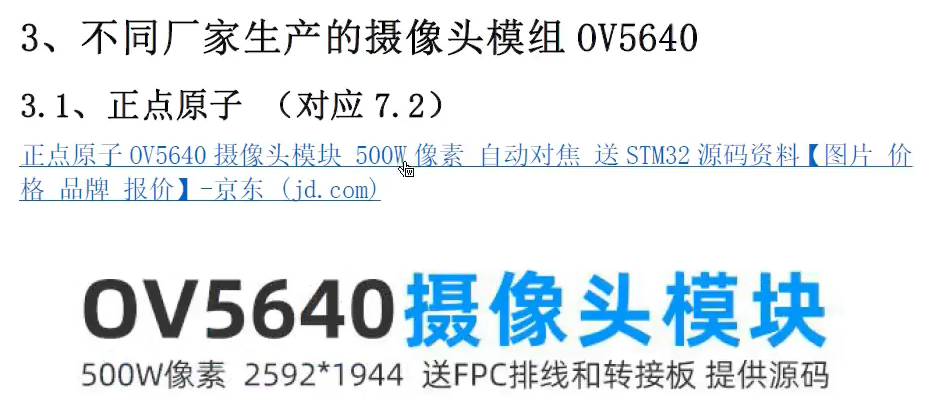 3、不同厂家生产的摄像头模组 OV5640
3.1、正点原子 （对应 7.2）
正点原子 OV5640 摄像头模块 500W 像素 自动对焦 送 STM32 源码资料【图片 价
格 品牌 报价】-京东 (jd.com)
OV5640摄像头模块
500W像素 2592*1944 送FPC排线和转接板 提供源码